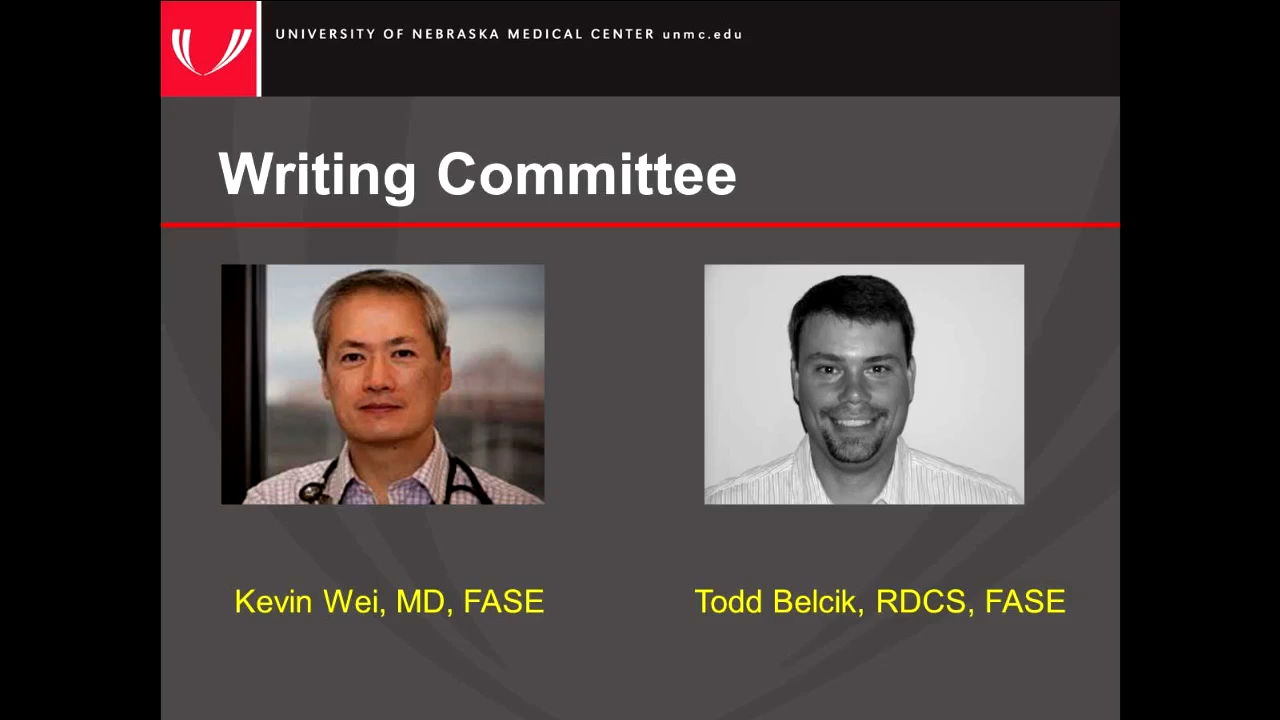 UNIVERSITY OF NEBRASKA MEDICAL CENTER unmc.edu
Writing Committee
Kevin Wei, MD, FASE
Todd Belcik, RDCS, FASE